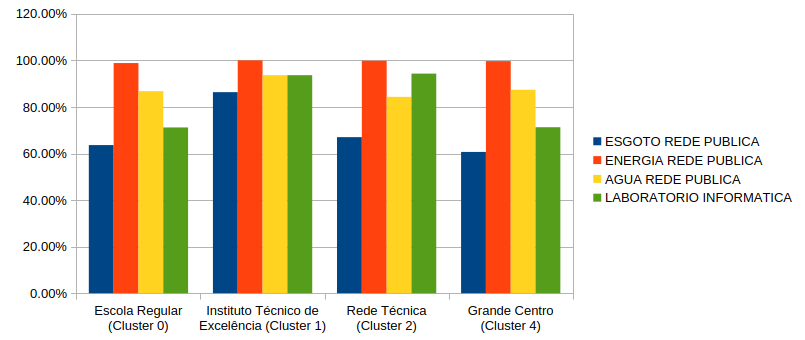 120.00%
100.00%
80.00%
60.00%
40.00%
20.00%
0.00%
Escola Regular
(Cluster 0)
Instituto Técnico de
Excelência (Cluster 1)
Rede Técnica
(Cluster 2)
Grande Centro
(Cluster 4)
ESGOTO REDE PUBLICA
ENERGIA REDE PUBLICA
AGUA REDE PUBLICA
LABORATORIO INFORMATICA